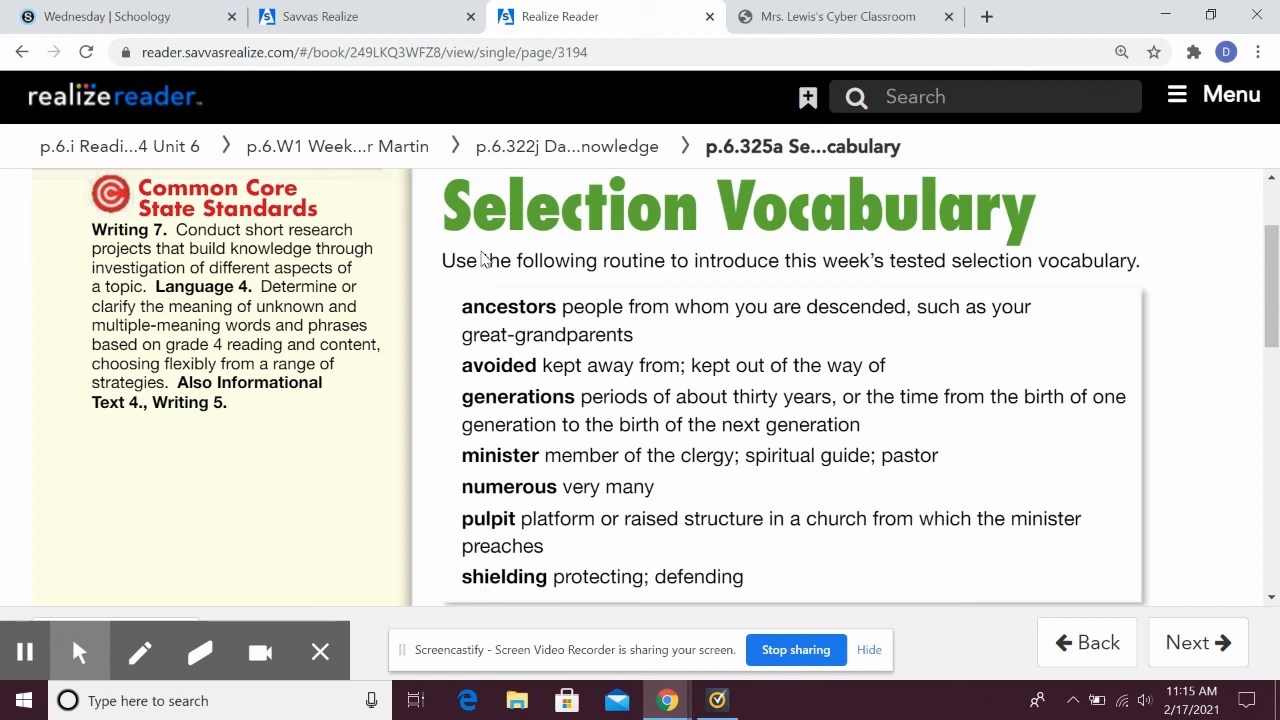 Wednesday | Schoology
Savvas Realize
Realize Reader
Mrs. Lewis's Cyber Classroom
reader.savvasrealize.com/#/book/249LKQ3WFZ8/view/single/page/3194
D
realizereader
Search
Menu
p.6.i Readi...4 Unit 6
p.6.W1 Week...r Martin
p.6.322j Da...nowledge
p.6.325a Se...cabulary
Common Core
State Standards
Writing 7. Conduct short research
projects that build knowledge through
investigation of different aspects of
a topic. Language 4. Determine or
clarify the meaning of unknown and
multiple-meaning words and phrases
based on grade 4 reading and content,
choosing flexibly from a range of
strategies. Also Informational
Text 4., Writing 5.
Selection Vocabulary
Use the following routine to introduce this week's tested selection vocabulary.
ancestors people from whom you are descended, such as your
great-grandparents
avoided kept away from; kept out of the way of
generations periods of about thirty years, or the time from the birth of one
generation to the birth of the next generation
minister member of the clergy; spiritual guide; pastor
numerous very many
pulpit platform or raised structure in a church from which the minister
preaches
shielding protecting; defending
Screencastify - Screen Video Recorder is sharing your screen.
Stop sharing
Hide
Back
Next
Type here to search
11:15 AM
2/17/2021